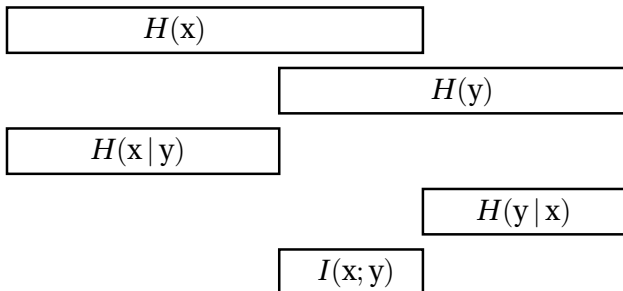 H(x)
H(y)
H(x | y)
H(y | x)
I(x; y)